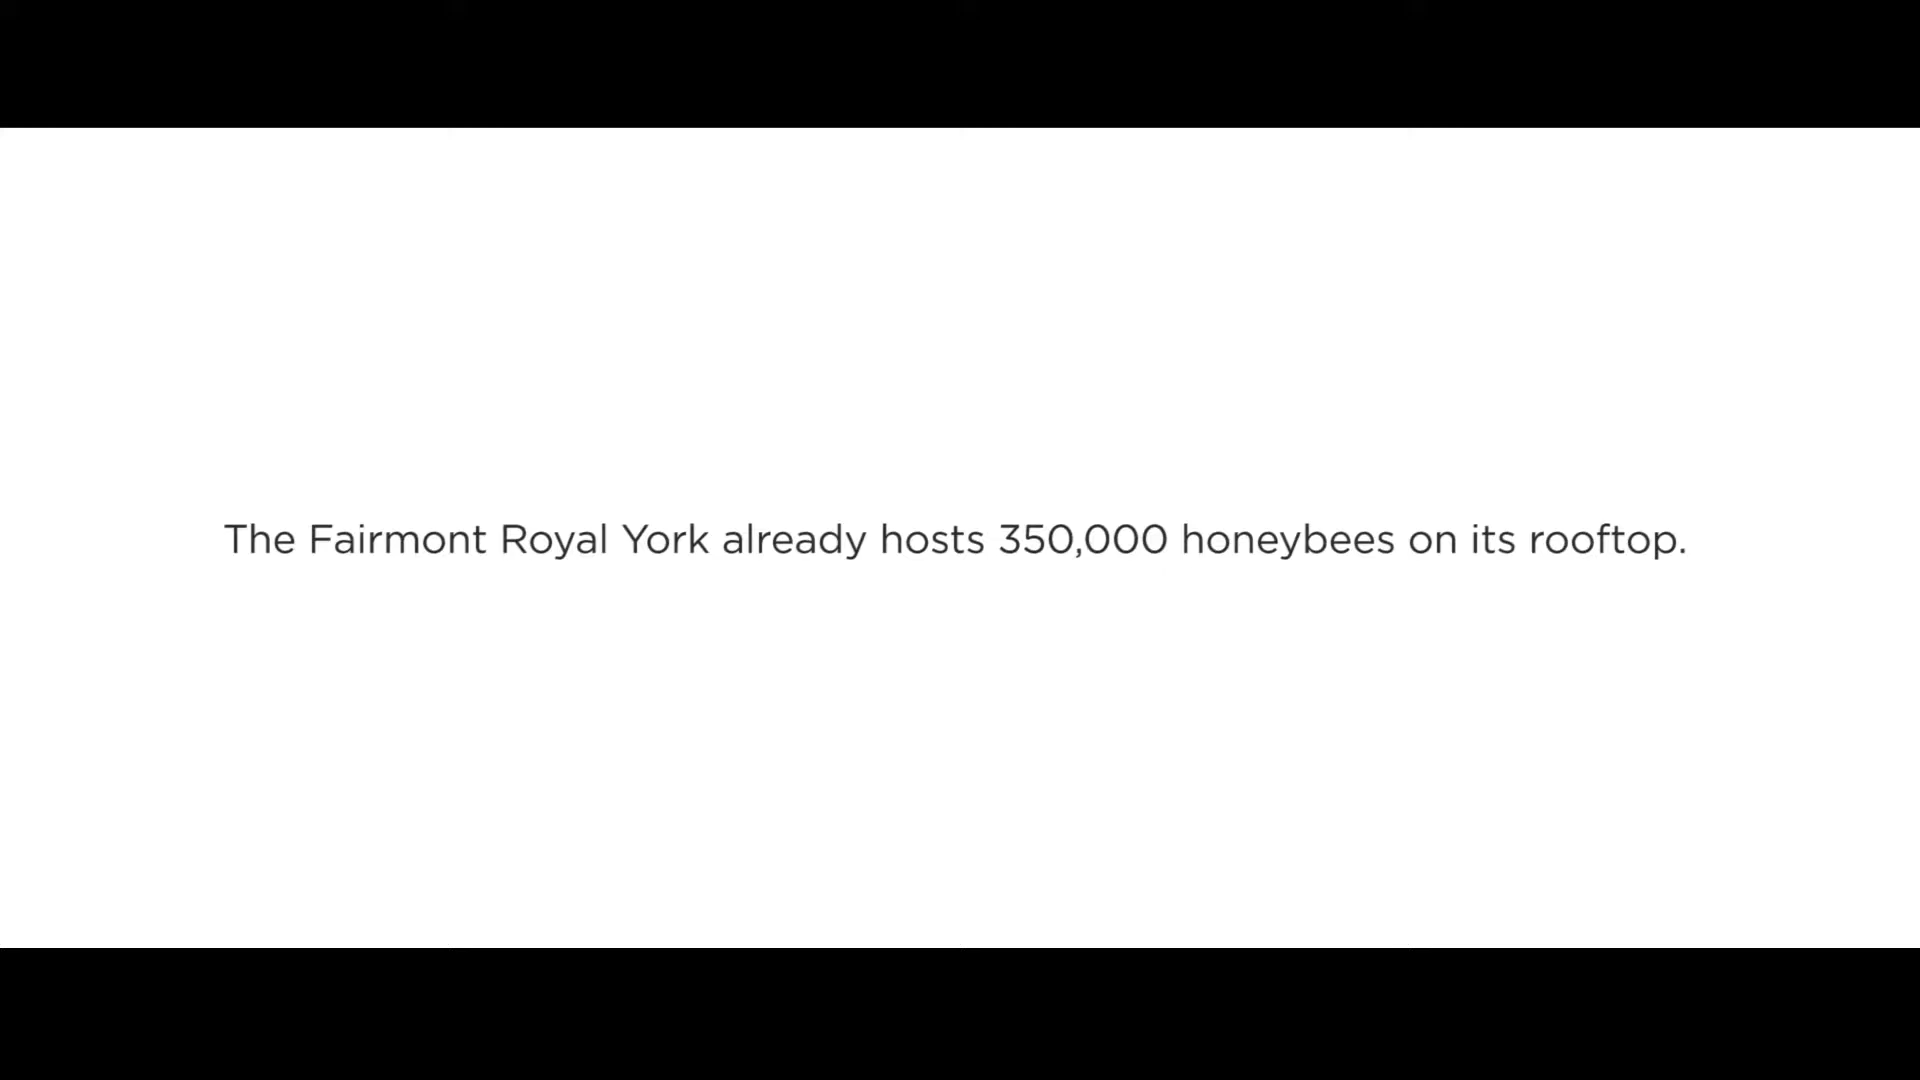 The Fairmont Royal York already hosts 350,000 honeybees on its rooftop.